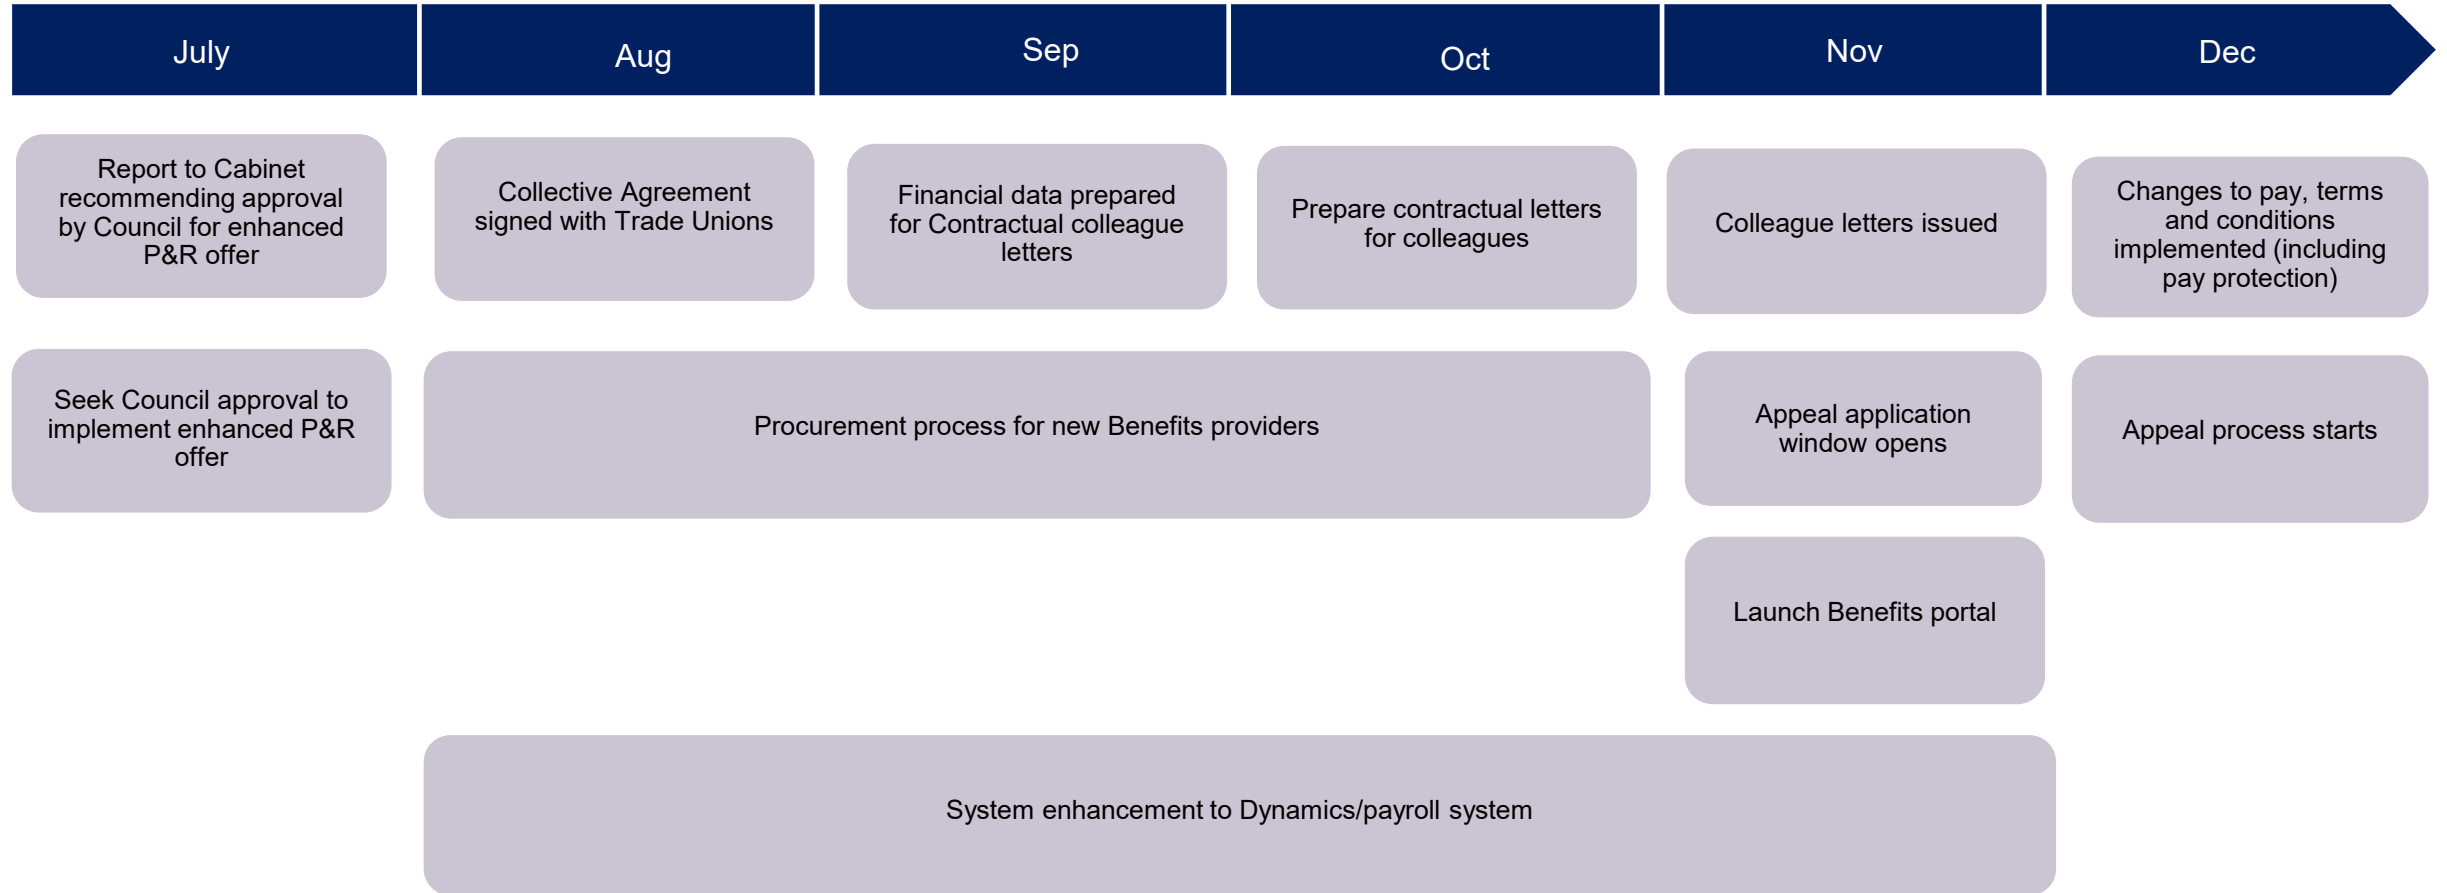 July
Aug
Sep
Oct
Nov
Dec
Report to Cabinet
recommending approval
by Council for enhanced
P&R offer
Collective Agreement
signed with Trade Unions
Financial data prepared
for Contractual colleague
letters
Prepare contractual letters
for colleagues
Colleague letters issued
Changes to pay, terms
and conditions
implemented (including
pay protection)
Seek Council approval to
implement enhanced P&R
offer
Procurement process for new Benefits providers
Appeal application
window opens
Appeal process starts
Launch Benefits portal
System enhancement to Dynamics/payroll system